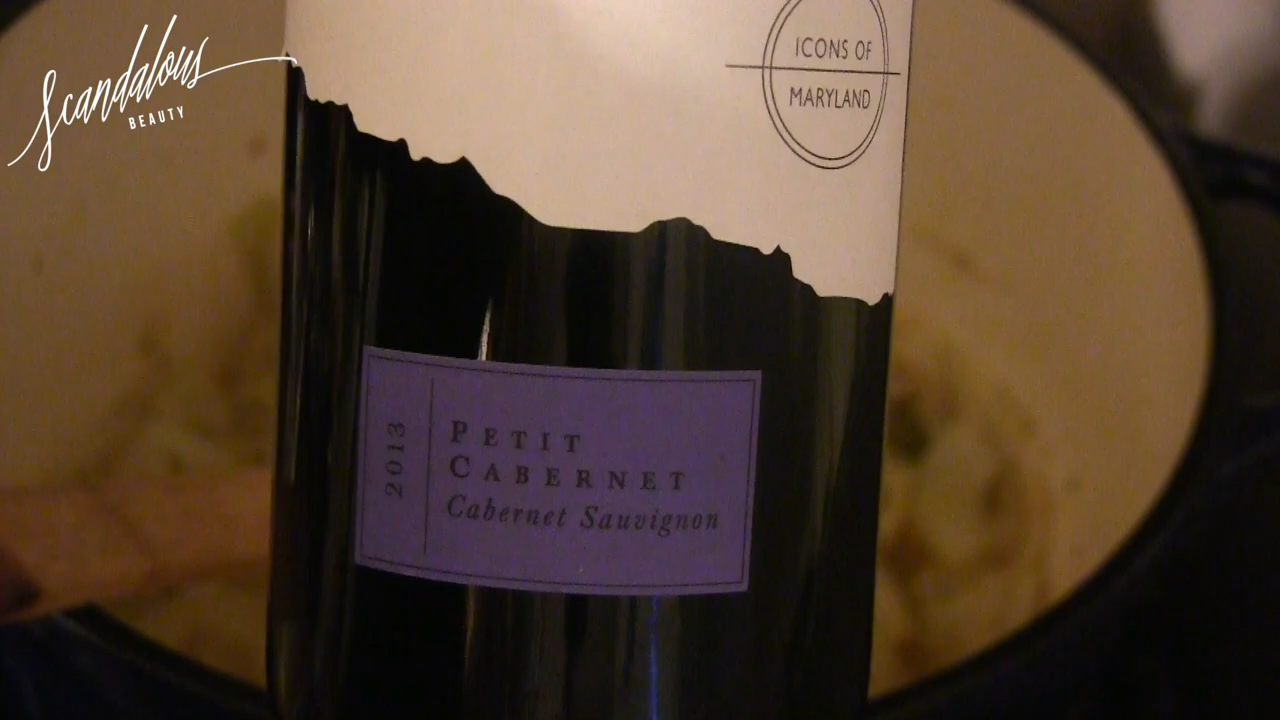 Scandalous
BEAUTY
ICONS OF
MARYLAND
2013
PETIT
CABERNET
Cabernet Sauvignon